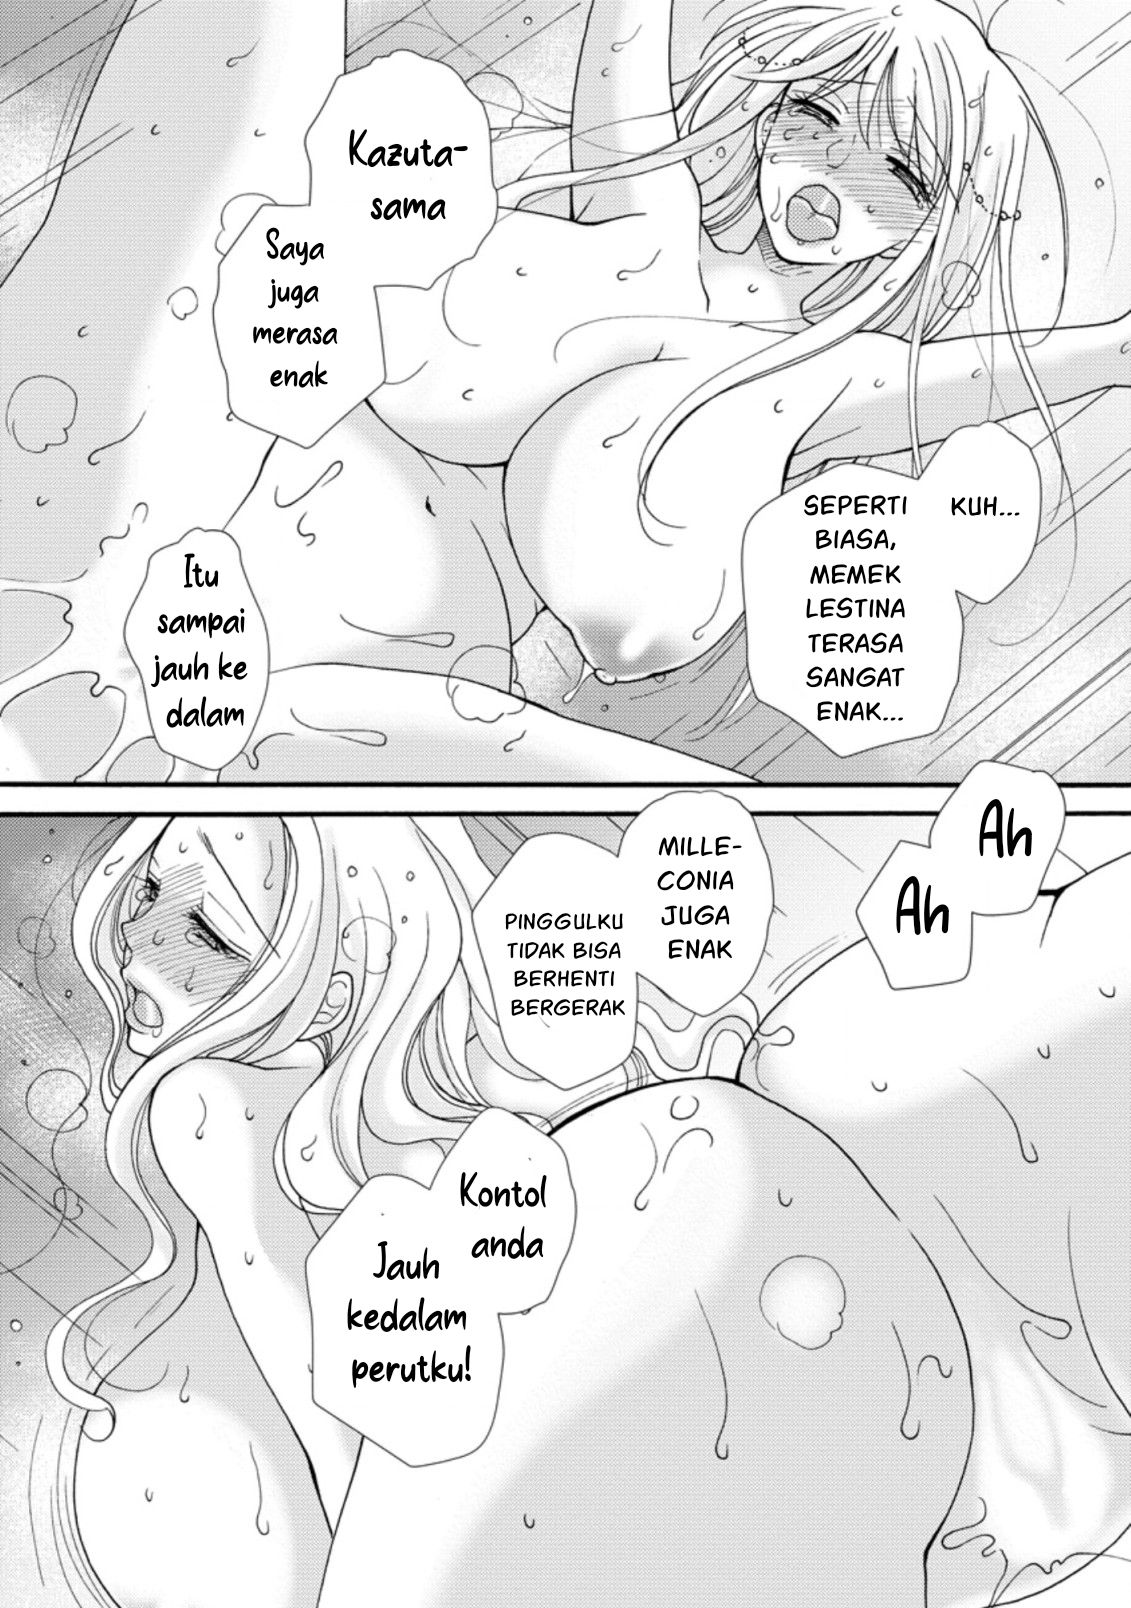 Kazuta-
sama
Saya
juga
merasa
enak
KUH...
SEPERTI
BIASA,
MEMEK
LESTINA
TERASA
SANGAT
ENAK...
Itu
sampai
jauh ke
dalam
Ah
Ah
MILLE-
CONIA
JUGA
ENAK
PINGGULKU
TIDAK BISA
BERHENTI
BERGERAK
Kontol
anda
Jauh
kedalam
perutku!